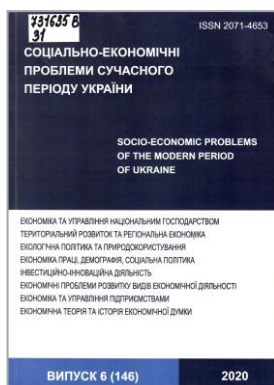 731635 В
31
ISSN 2071-4653
СОЦІАЛЬНО-ЕКОНОМІЧНІ
ПРОБЛЕМИ СУЧАСНОГО
ПЕРІОДУ УКРАЇНИ
SOCIO-ECONOMIC PROBLEMS
OF THE MODERN PERIOD
OF UKRAINE
ЕКОНОМІКА ТА УПРАВЛІННЯ НАЦІОНАЛЬНИМ ГОСПОДАРСТВОМ
ТЕРИТОРІАЛЬНИЙ РОЗВИТОК ТА РЕГІОНАЛЬНА ЕКОНОМІКА
ЕКОЛОГІЧНА ПОЛІТИКА ТА ПРИРОДОКОРИСТУВАННЯ
ЕКОНОМІКА ПРАЦІ, ДЕМОГРАФІЯ, СОЦІАЛЬНА ПОЛІТИКА
ІНВЕСТИЦІЙНО-ІННОВАЦІЙНА ДІЯЛЬНІСТЬ
ЕКОНОМІЧНІ ПРОБЛЕМИ РОЗВИТКУ ВИДІВ ЕКОНОМІЧНОЇ ДІЯЛЬНОСТІ
ЕКОНОМІКА ТА УПРАВЛІННЯ ПІДПРИЄМСТВАМИ
ЕКОНОМІЧНА ТЕОРІЯ ТА ІСТОРІЯ ЕКОНОМІЧНОЇ ДУМКИ
ВИПУСК 6 (146) 2020